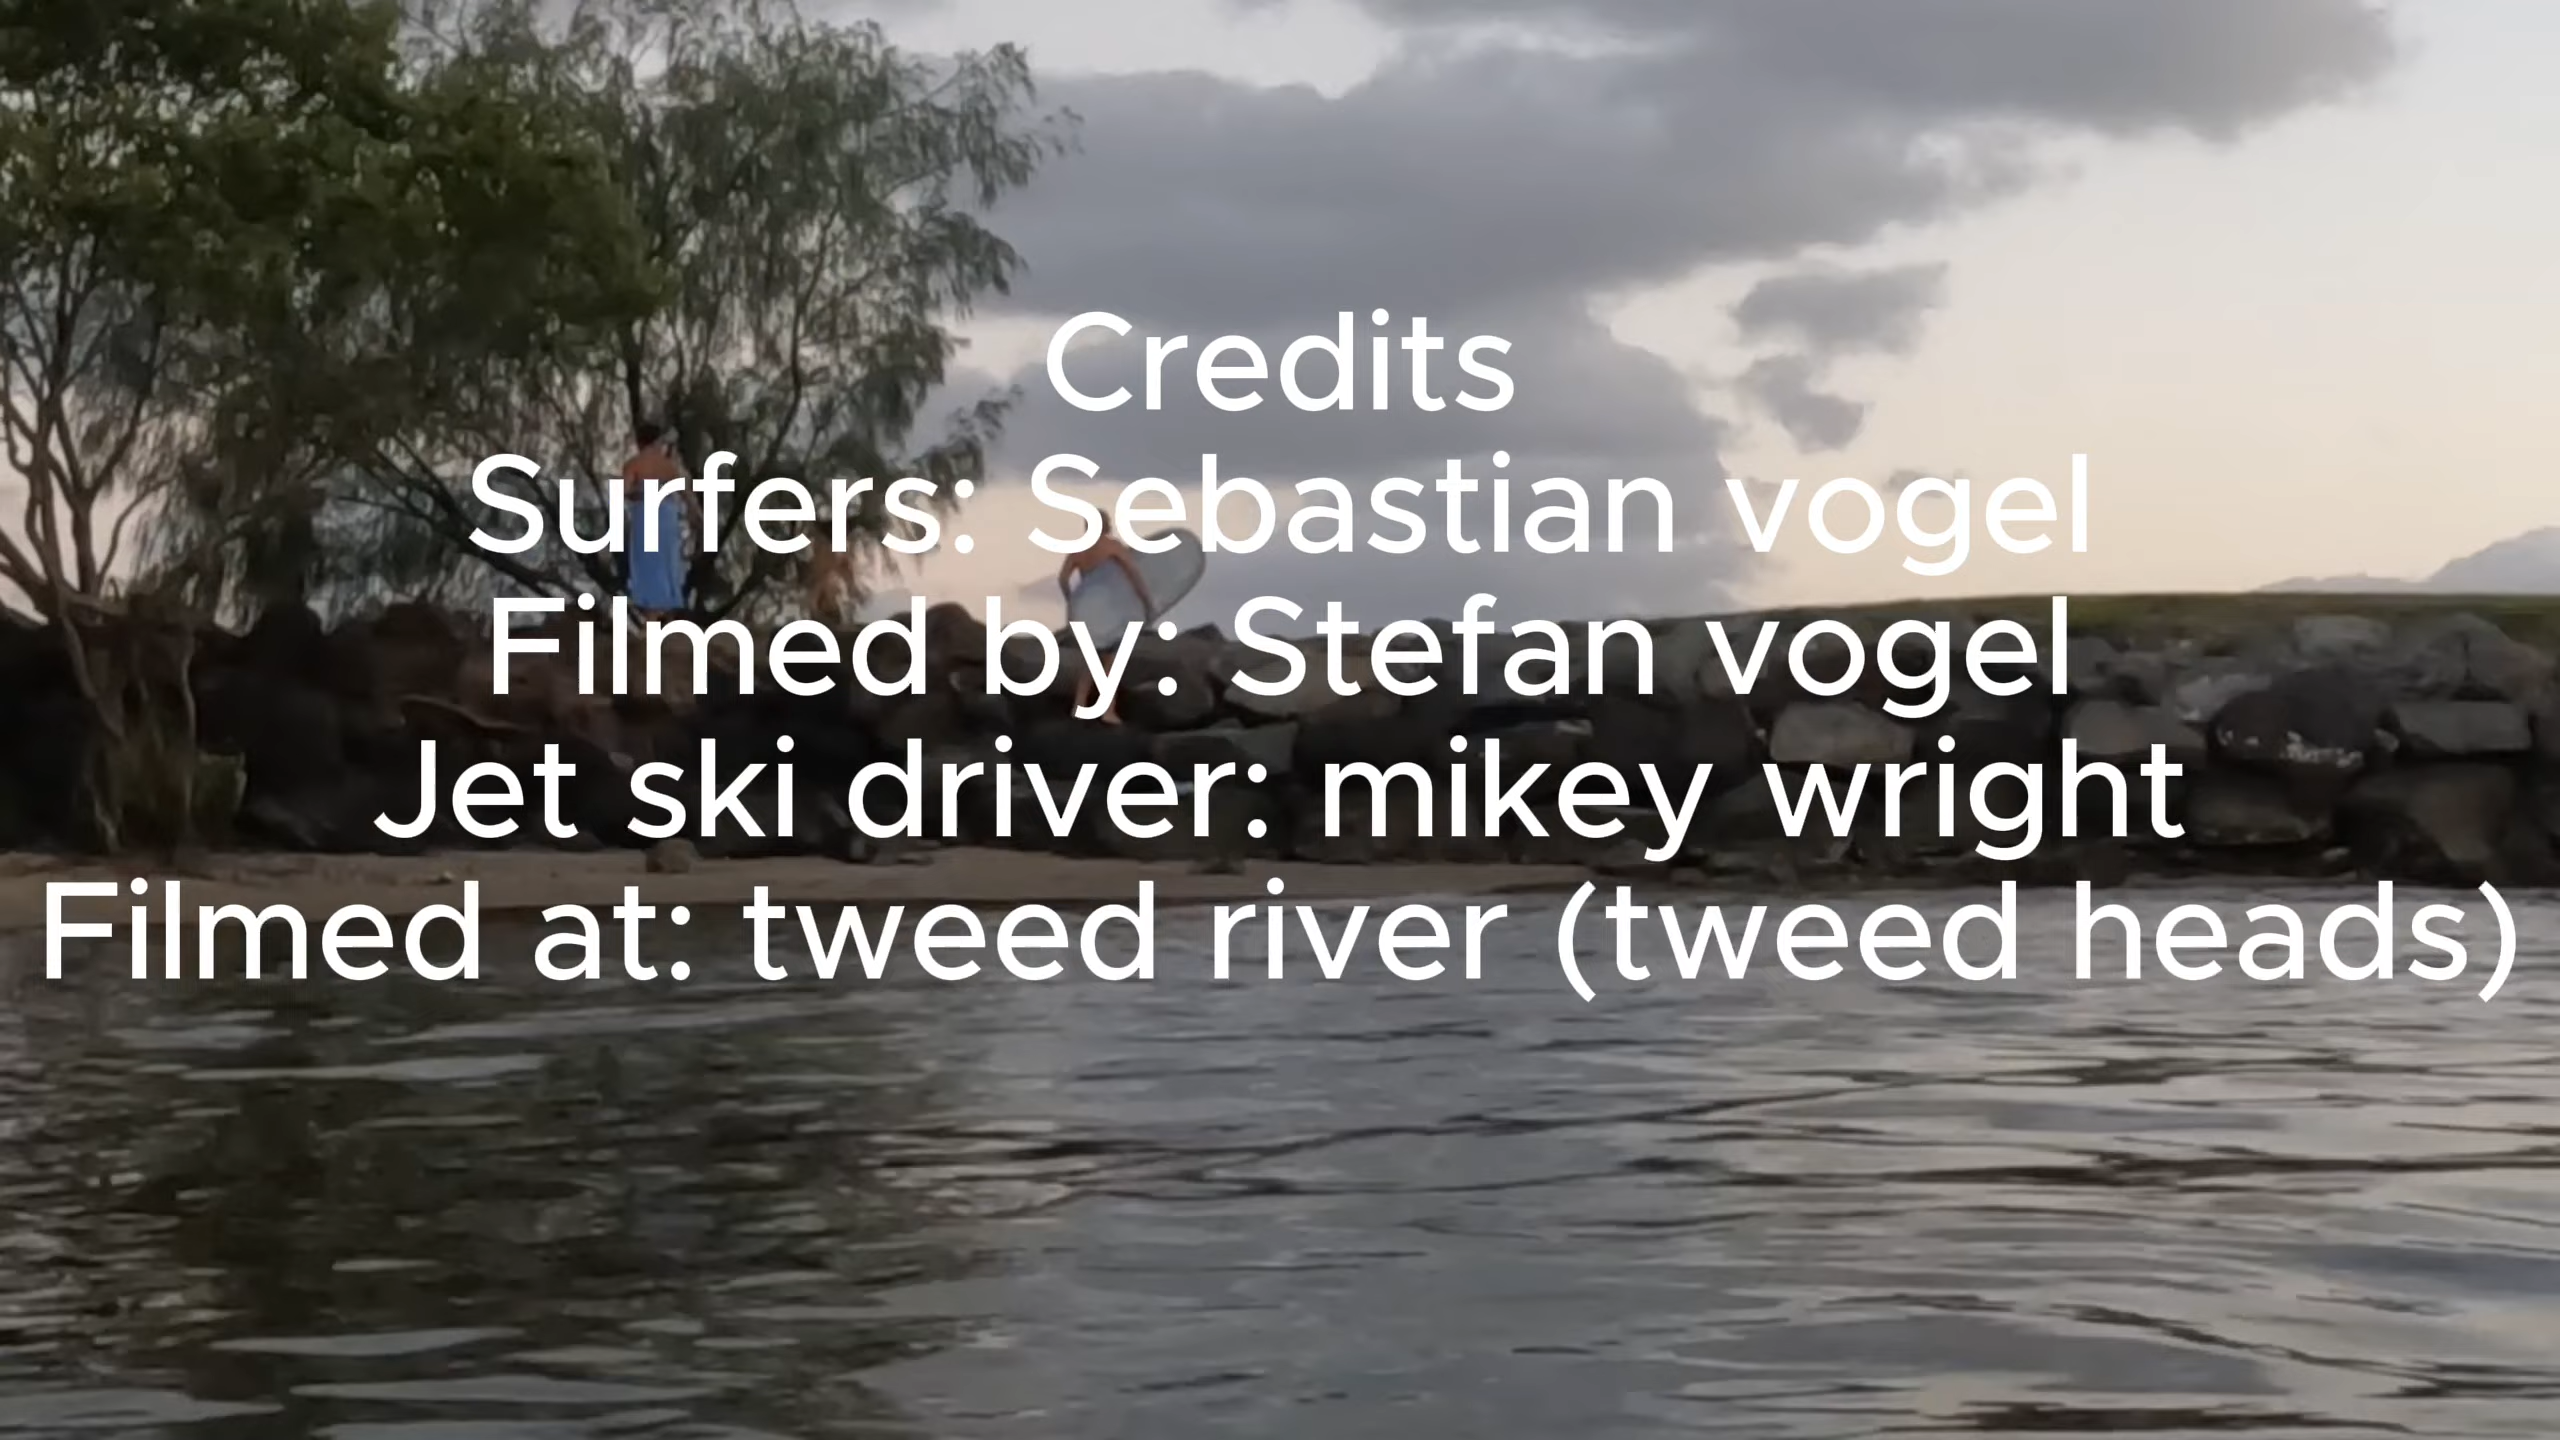 Credits
Surfers: Sebastian vogel
Filmed by: Stefan vogel
Jet ski driver: mikey wright
Filmed at: tweed river (tweed heads)